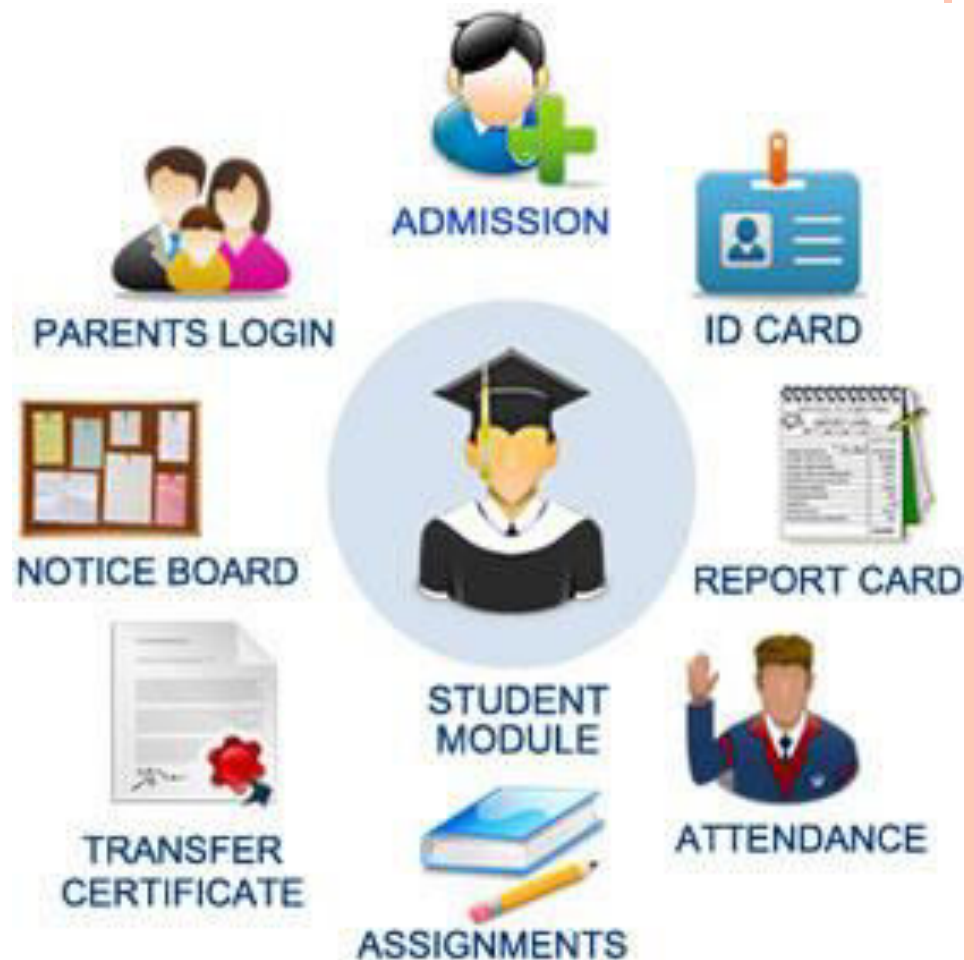 ADMISSION
PARENTS LOGIN
ID CARD
NOTICE BOARD
REPORT CARD
STUDENT
MODULE
TRANSFER
CERTIFICATE
ATTENDANCE
ASSIGNMENTS